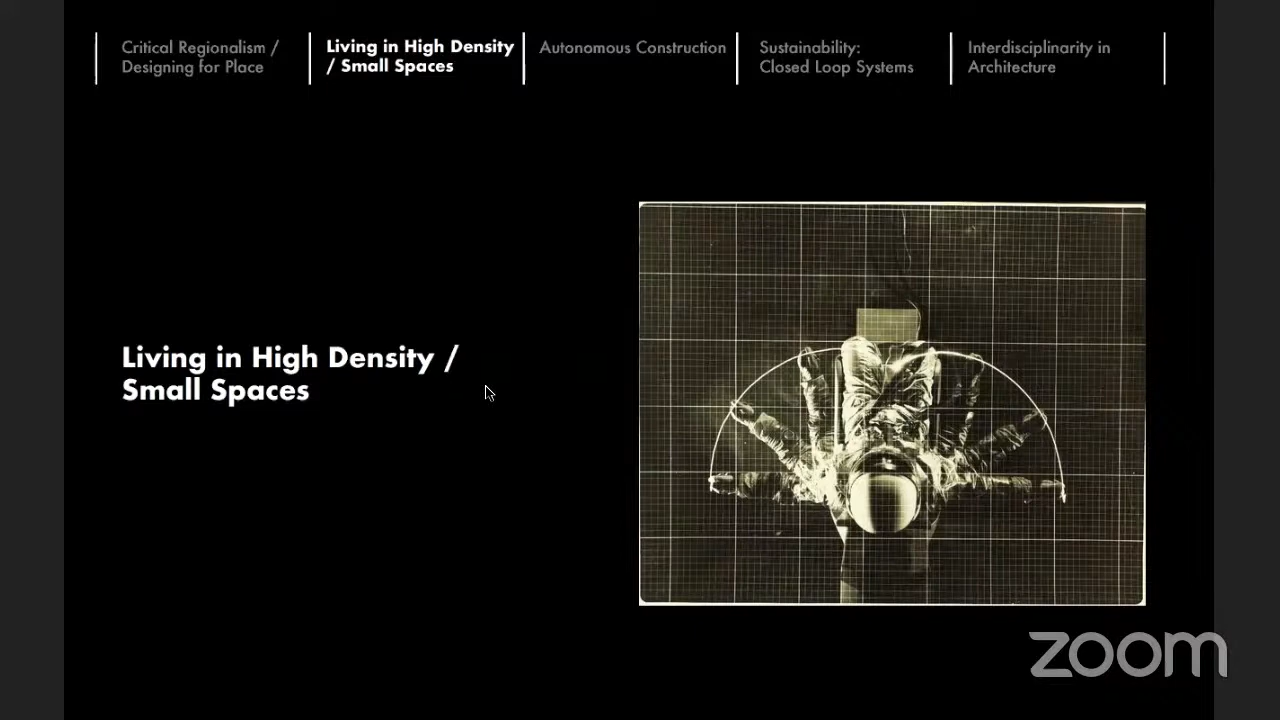 Critical Regionalism /
Designing for Place
Living in High Density
/ Small Spaces
Autonomous Construction
Sustainability:
Closed Loop Systems
Interdisciplinarity in
Architecture
Living in High Density /
Small Spaces
zoom